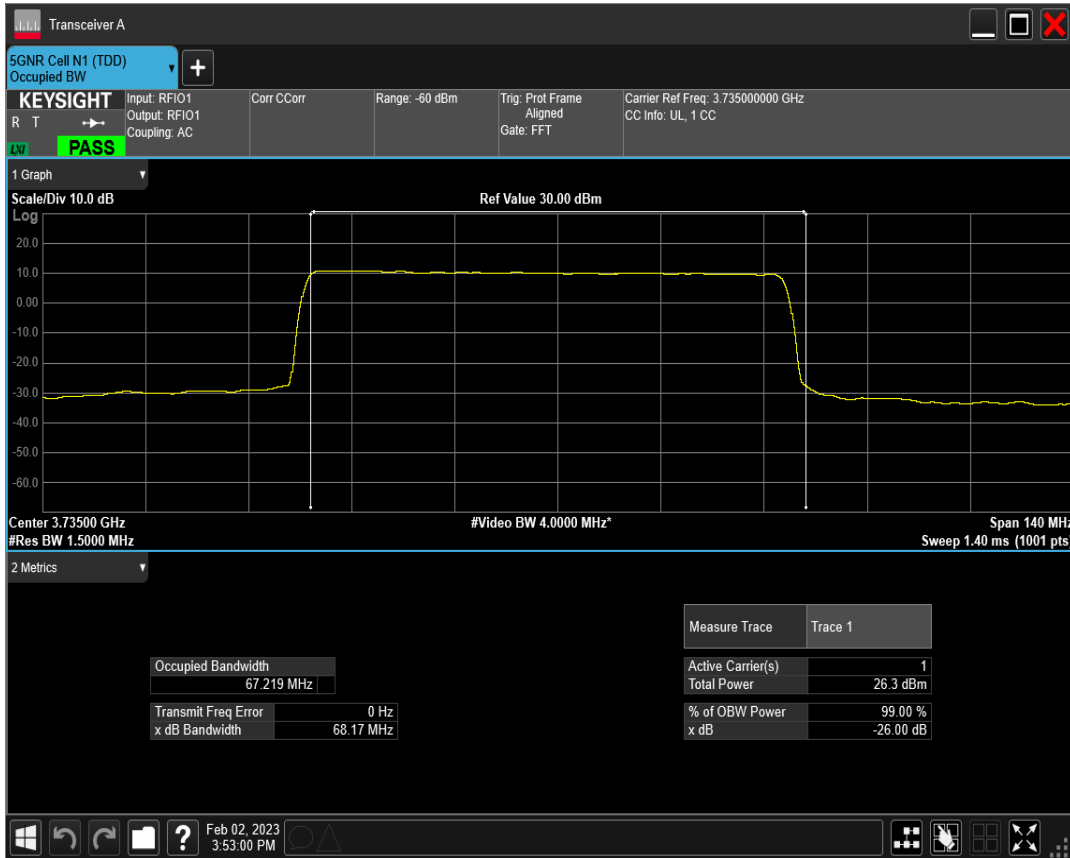 Transceiver A
5GNR Cell N1 (TDD)
Occupied BW
KEYSIGHT
R T
LXI
PASS
Input: RFIO1
Output: RFIO1
Coupling: AC
Corr CCorr
Range: -60 dBm
Trig: Prot Frame
Aligned
Gate: FFT
Carrier Ref Freq: 3.735000000 GHz
CC Info: UL, 1 CC
1 Graph
Scale/Div 10.0 dB
Ref Value 30.00 dBm
Log
20.0
10.0
0.00
-10.0
-20.0
-30.0
-40.0
-50.0
-60.0
Center 3.73500 GHz
#Video BW 4.0000 MHz*
Span 140 MHz
#Res BW 1.5000 MHz
Sweep 1.40 ms (1001 pts)
2 Metrics
Measure Trace Trace 1
Occupied Bandwidth
67.219 MHz
Active Carrier(s) 1
Total Power 26.3 dBm
Transmit Freq Error 0 Hz
x dB Bandwidth 68.17 MHz
% of OBW Power 99.00 %
x dB -26.00 dB
Feb 02, 2023
3:53:00 PM